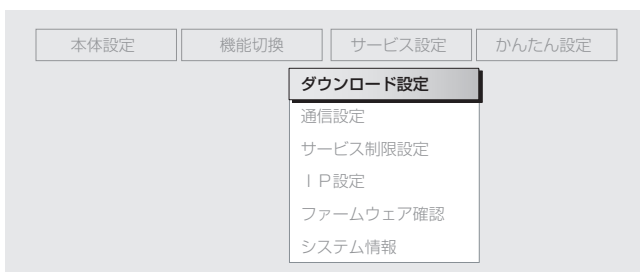 本体設定 機能切換 サービス設定 かんたん設定
ダウンロード設定
通信設定
サービス制限設定
ＩＰ設定
ファームウェア確認
システム情報